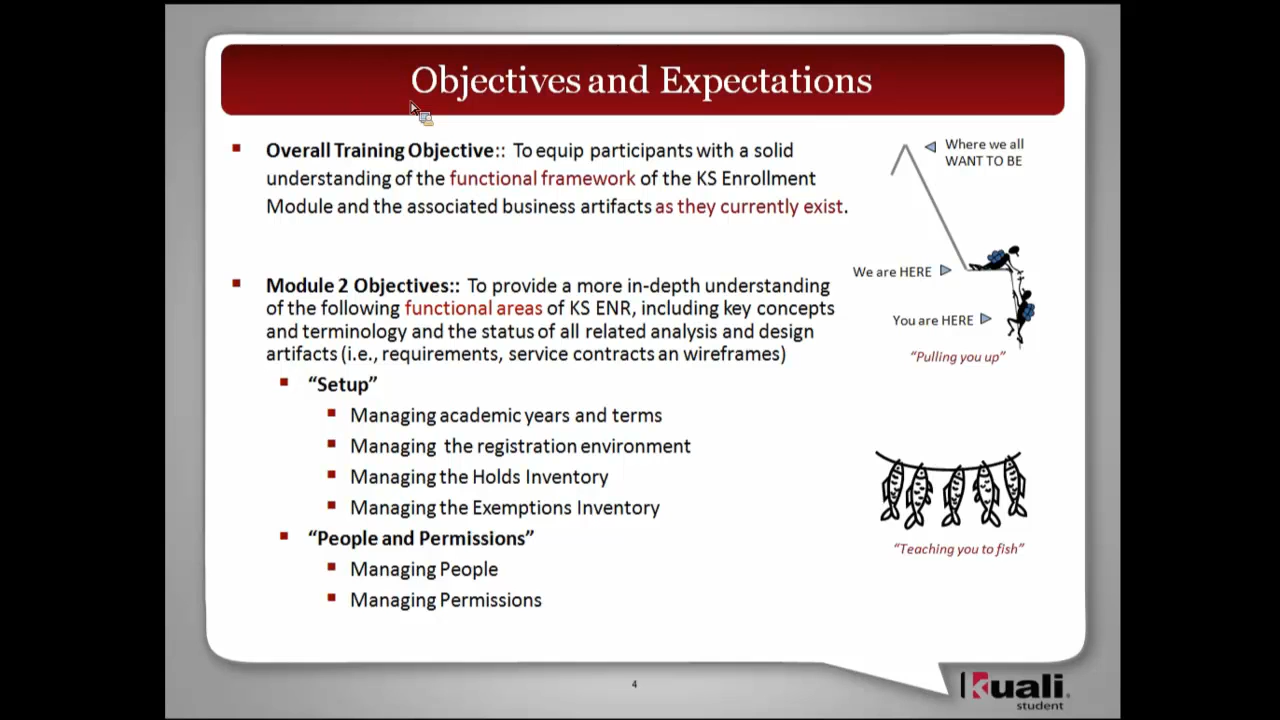 Objectives and Expectations
Overall Training Objective:: To equip participants with a solid
understanding of the functional framework of the KS Enrollment
Module and the associated business artifacts as they currently exist.
Module 2 Objectives:: To provide a more in-depth understanding
of the following functional areas of KS ENR, including key concepts
and terminology and the status of all related analysis and design
artifacts (i.e., requirements, service contracts an wireframes)
“Setup”
Managing academic years and terms
Managing the registration environment
Managing the Holds Inventory
Managing the Exemptions Inventory
“People and Permissions”
Managing People
Managing Permissions
Where we all
WANT TO BE
We are HERE
You are HERE
“Pulling you up”
“Teaching you to fish”
4
Kuali
student